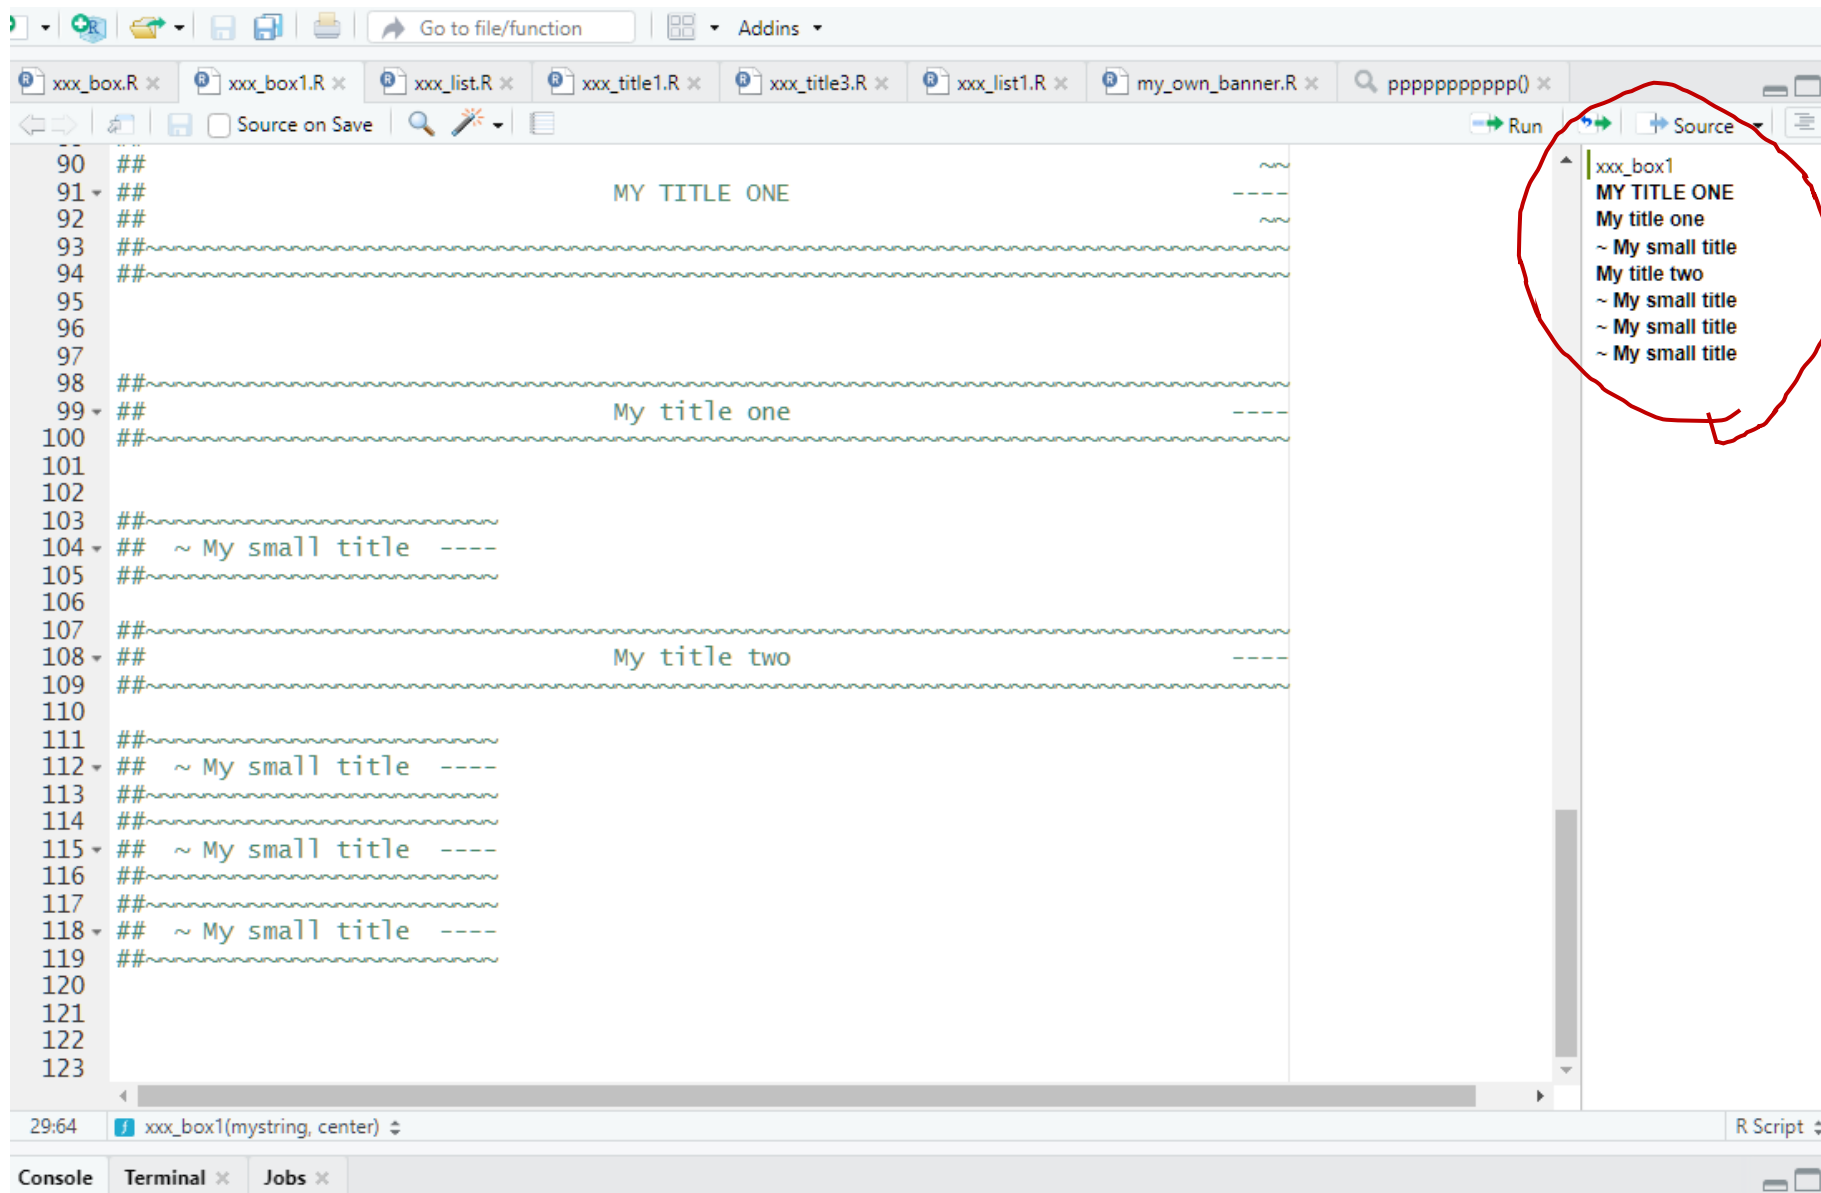 Go to file/function Addins
xxx_box.R xxx_box1.R xxx_list.R xxx_title1.R xxx_title3.R xxx_list1.R my_own_banner.R pppppppppppp()
Source on Save Run Source
90 ## ~~
91 ## MY TITLE ONE ----
92 ## ~~
93 ##~~~~~~~~~~~~~~~~~~~~~~~~~~~~~~~~~~~~~~~~~~~~~~~~~~~~~~~~~~~~~~~~~~~~~~~~~~~~~~
94 ##~~~~~~~~~~~~~~~~~~~~~~~~~~~~~~~~~~~~~~~~~~~~~~~~~~~~~~~~~~~~~~~~~~~~~~~~~~~~~~
95
96
97
98 ##~~~~~~~~~~~~~~~~~~~~~~~~~~~~~~~~~~~~~~~~~~~~~~~~~~~~~~~~~~~~~~~~~~~~~~~~~~~~~~
99 ## My title one ----
100 ##~~~~~~~~~~~~~~~~~~~~~~~~~~~~~~~~~~~~~~~~~~~~~~~~~~~~~~~~~~~~~~~~~~~~~~~~~~~~~~
101
102
103 ##~~~~~~~~~~~~~~~~~~~~~~~~
104 ## ~ My small title ----
105 ##~~~~~~~~~~~~~~~~~~~~~~~~
106
107 ##~~~~~~~~~~~~~~~~~~~~~~~~~~~~~~~~~~~~~~~~~~~~~~~~~~~~~~~~~~~~~~~~~~~~~~~~~~~~~~
108 ## My title two ----
109 ##~~~~~~~~~~~~~~~~~~~~~~~~~~~~~~~~~~~~~~~~~~~~~~~~~~~~~~~~~~~~~~~~~~~~~~~~~~~~~~
110
111 ##~~~~~~~~~~~~~~~~~~~~~~~~
112 ## ~ My small title ----
113 ##~~~~~~~~~~~~~~~~~~~~~~~~
114 ##~~~~~~~~~~~~~~~~~~~~~~~~
115 ## ~ My small title ----
116 ##~~~~~~~~~~~~~~~~~~~~~~~~
117 ##~~~~~~~~~~~~~~~~~~~~~~~~
118 ## ~ My small title ----
119 ##~~~~~~~~~~~~~~~~~~~~~~~~
120
121
122
123
xxx_box1
MY TITLE ONE
My title one
~ My small title
My title two
~ My small title
~ My small title
~ My small title
29:64 xxx_box1(mystring, center) R Script
Console Terminal Jobs